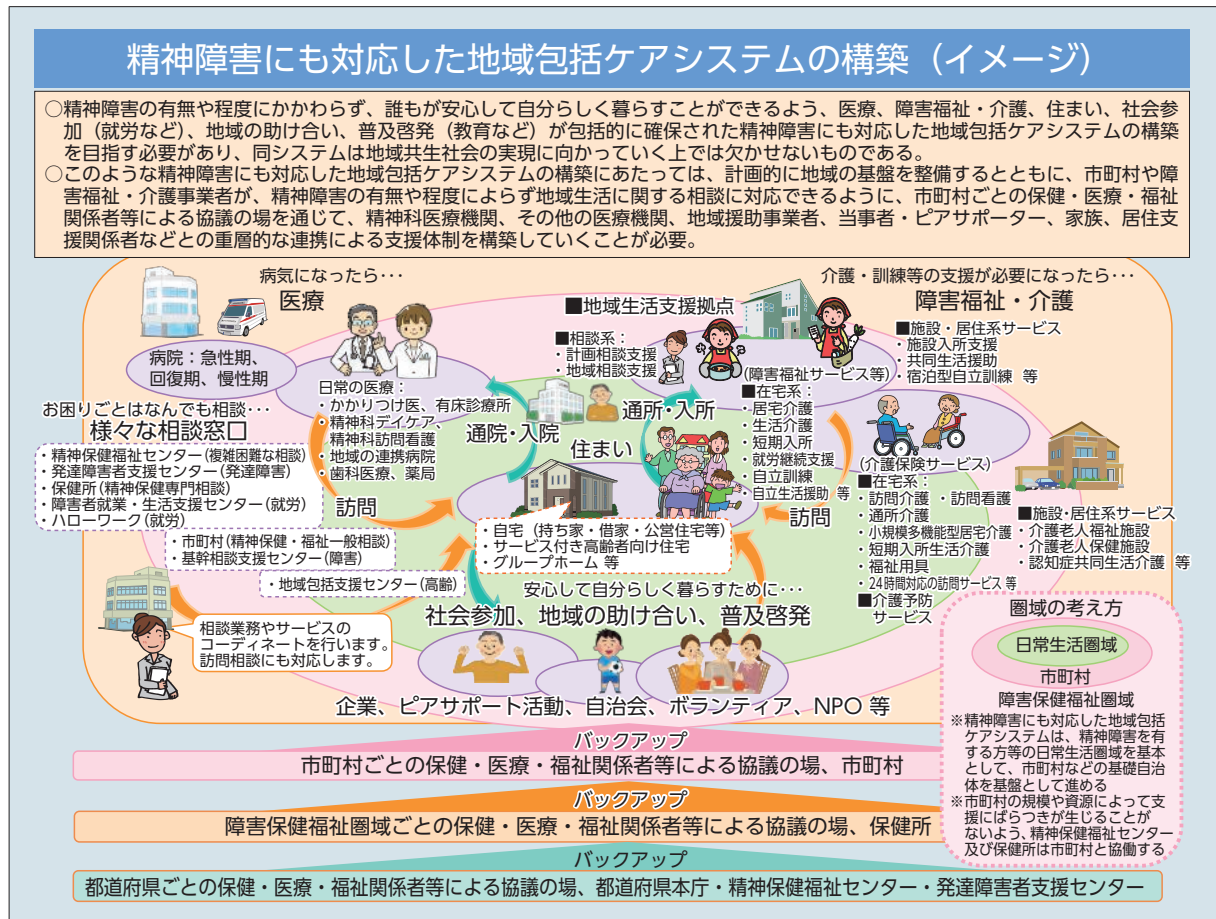 精神障害にも対応した地域包括ケアシステムの構築（イメージ）
○精神障害の有無や程度にかかわらず、誰もが安心して自分らしく暮らすことができるよう、医療、障害福祉・介護、住まい、社会参
加（就労など）、地域の助け合い、普及啓発（教育など）が包括的に確保された精神障害にも対応した地域包括ケアシステムの構築
を目指す必要があり、同システムは地域共生社会の実現に向かっていく上では欠かせないものである。
○このような精神障害にも対応した地域包括ケアシステムの構築にあたっては、計画的に地域の基盤を整備するとともに、市町村や障
害福祉・介護事業者が、精神障害の有無や程度によらず地域生活に関する相談に対応できるように、市町村ごとの保健・医療・福祉
関係者等による協議の場を通じて、精神科医療機関、その他の医療機関、地域援助事業者、当事者・ピアサポーター、家族、居住支
援関係者などとの重層的な連携による支援体制を構築していくことが必要。
病気になったら･･･
医療
病院：急性期、
回復期、慢性期
日常の医療：
・かかりつけ医、有床診療所
・精神科デイケア、
精神科訪問看護
・地域の連携病院
・歯科医療、薬局
■地域生活支援拠点
■相談系：
・計画相談支援
・地域相談支援
介護・訓練等の支援が必要になったら･･･
障害福祉・介護
■施設・居住系サービス
・施設入所支援
・共同生活援助
・宿泊型自立訓練 等
(障害福祉サービス等)
■在宅系：
・居宅介護
・生活介護
・短期入所
・就労継続支援
・自立訓練
・自立生活援助 等
お困りごとはなんでも相談･･･
様々な相談窓口
・精神保健福祉センター(複雑困難な相談)
・発達障害者支援センター(発達障害)
・保健所(精神保健専門相談)
・障害者就業・生活支援センター(就労)
・ハローワーク(就労)
・市町村(精神保健・福祉一般相談)
・基幹相談支援センター(障害)
・地域包括支援センター(高齢)
通院・入院
通所・入所
住まい
訪問
訪問
・自宅（持ち家・借家・公営住宅等）
・サービス付き高齢者向け住宅
・グループホーム 等
(介護保険サービス)
■在宅系：
・訪問介護 ・訪問看護
・通所介護
・小規模多機能型居宅介護
・短期入所生活介護
・福祉用具
・24時間対応の訪問サービス 等
■介護予防
サービス
■施設・居住系サービス
・介護老人福祉施設
・介護老人保健施設
・認知症共同生活介護 等
相談業務やサービスの
コーディネートを行います。
訪問相談にも対応します。
安心して自分らしく暮らすために･･･
社会参加、地域の助け合い、普及啓発
企業、ピアサポート活動、自治会、ボランティア、NPO 等
圏域の考え方
日常生活圏域
市町村
障害保健福祉圏域
※精神障害にも対応した地域包括
ケアシステムは、精神障害を有
する方等の日常生活圏域を基本
として、市町村などの基礎自治
体を基盤として進める
※市町村の規模や資源によって支
援にばらつきが生じることが
ないよう、精神保健福祉センター
及び保健所は市町村と協働する
バックアップ
市町村ごとの保健・医療・福祉関係者等による協議の場、市町村
バックアップ
障害保健福祉圏域ごとの保健・医療・福祉関係者等による協議の場、保健所
バックアップ
都道府県ごとの保健・医療・福祉関係者等による協議の場、都道府県本庁・精神保健福祉センター・発達障害者支援センター